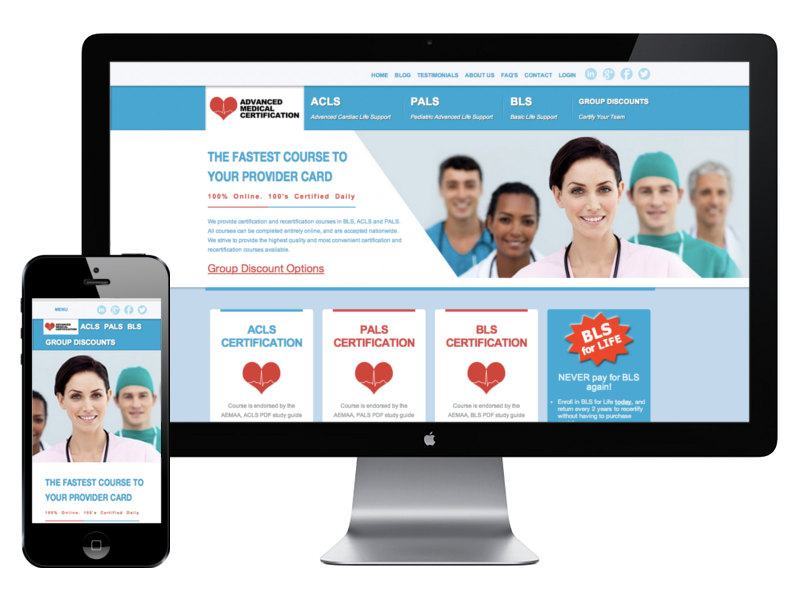 HOME BLOG TESTIMONIALS ABOUT US FAQ'S CONTACT LOGIN
ADVANCED
MEDICAL
CERTIFICATION
ACLS
Advanced Cardiac Life Support
PALS
Pediatric Advanced Life Support
BLS
Basic Life Support
GROUP DISCOUNTS
Certify Your Team
THE FASTEST COURSE TO
YOUR PROVIDER CARD
100% Online. 100's Certified Daily
We provide certification and recertification courses in BLS, ACLS and PALS.
All courses can be completed entirely online, and are accepted nationwide.
We strive to provide the highest quality and most convenient certification and
recertification courses available.
Group Discount Options
ACLS
CERTIFICATION
Course is endorsed by the
AEMAA, ACLS PDF study guide
PALS
CERTIFICATION
Course is endorsed by the
AEMAA, PALS PDF study guide
BLS
CERTIFICATION
Course is endorsed by the
AEMAA, BLS PDF study guide
BLS
for LIFE
NEVER pay for BLS
again!
• Enroll in BLS for Life today, and
return every 2 years to recertify
without having to purchase
MENU
ADVANCED
MEDICAL
CERTIFICATION
ACLS PALS BLS
GROUP DISCOUNTS
THE FASTEST COURSE TO
YOUR PROVIDER CARD
100% Online. 100's Certified Daily